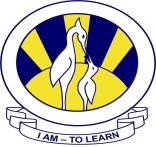 I AM – TO LEARN